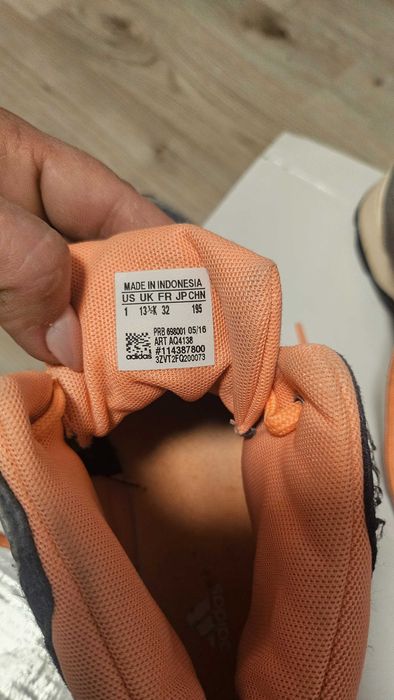 MADE IN INDONESIA
US UK FR JP CHN
1 13½K 32 195
PRB 698001 05/16
ART AQ4138
#114387800
adidas 3ZVT2FQ200073
adidas